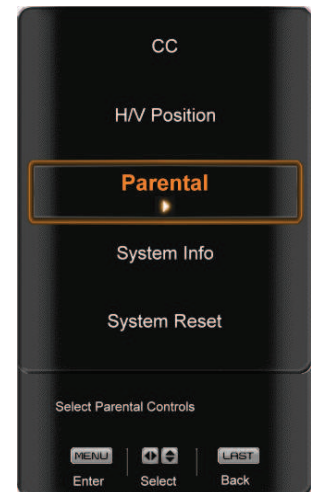 CC
H/V Position
Parental
System Info
System Reset
Select Parental Controls
MENU LAST
Enter Select Back